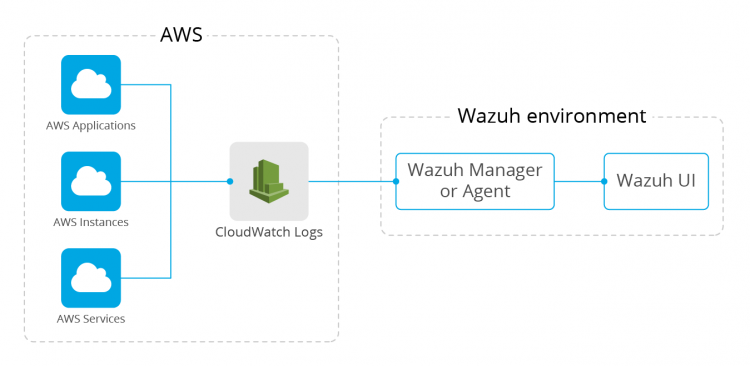 AWS
AWS Applications
AWS Instances
AWS Services
CloudWatch Logs
Wazuh environment
Wazuh Manager
or Agent
Wazuh UI